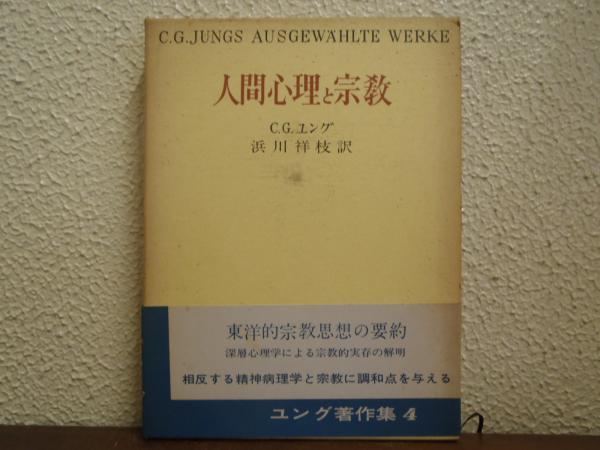 C.G.JUNGS AUSGEWÄHLTE WERKE
人間心理と宗教
C.G.ユング
浜川祥枝訳
東洋的宗教思想の要約
深層心理学による宗教的実存の解明
相反する精神病理学と宗教に調和点を与える
ユング著作集 4